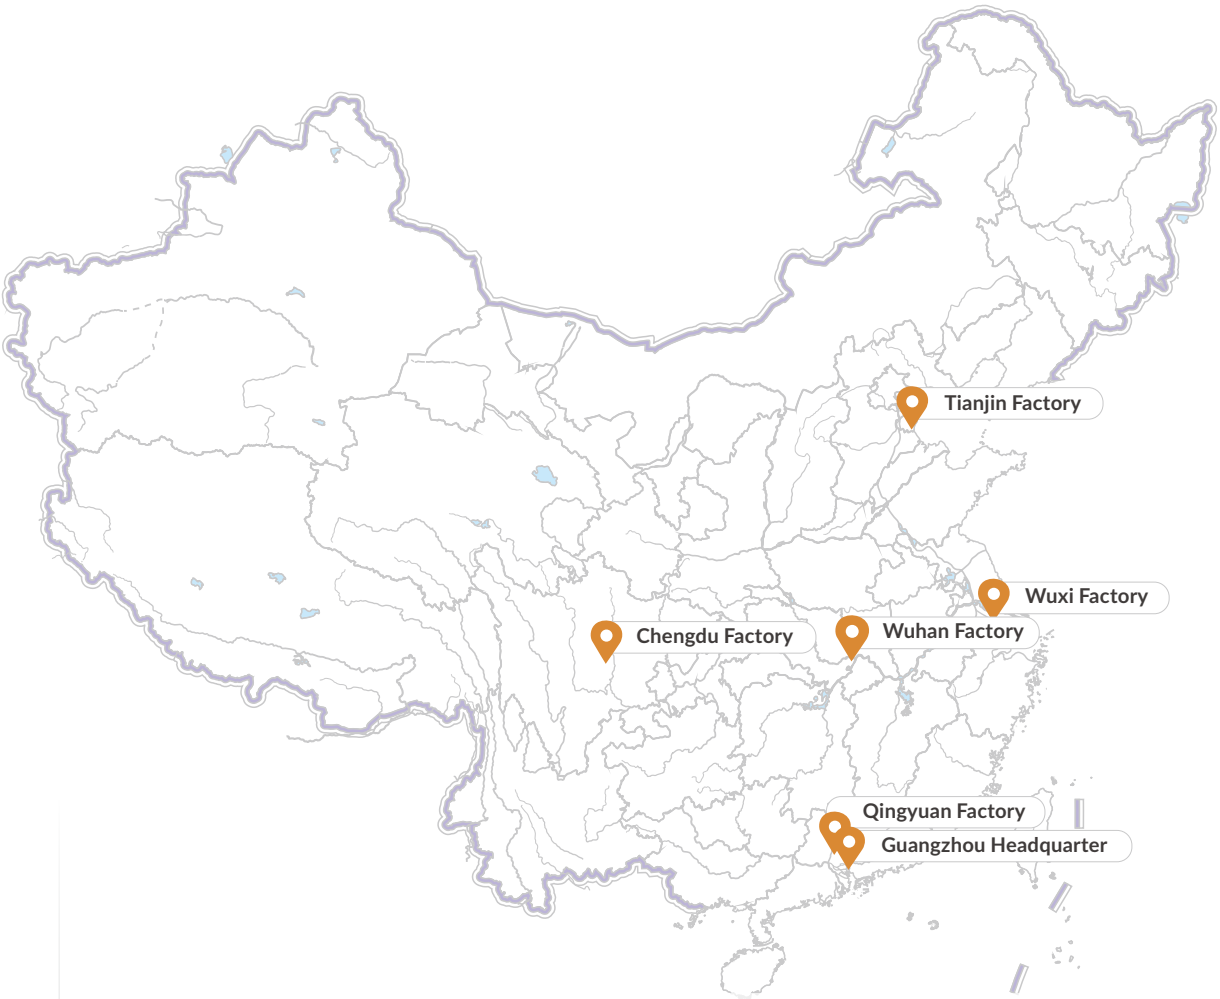 Tianjin Factory
Wuxi Factory
Wuhan Factory
Chengdu Factory
Qingyuan Factory
Guangzhou Headquarter